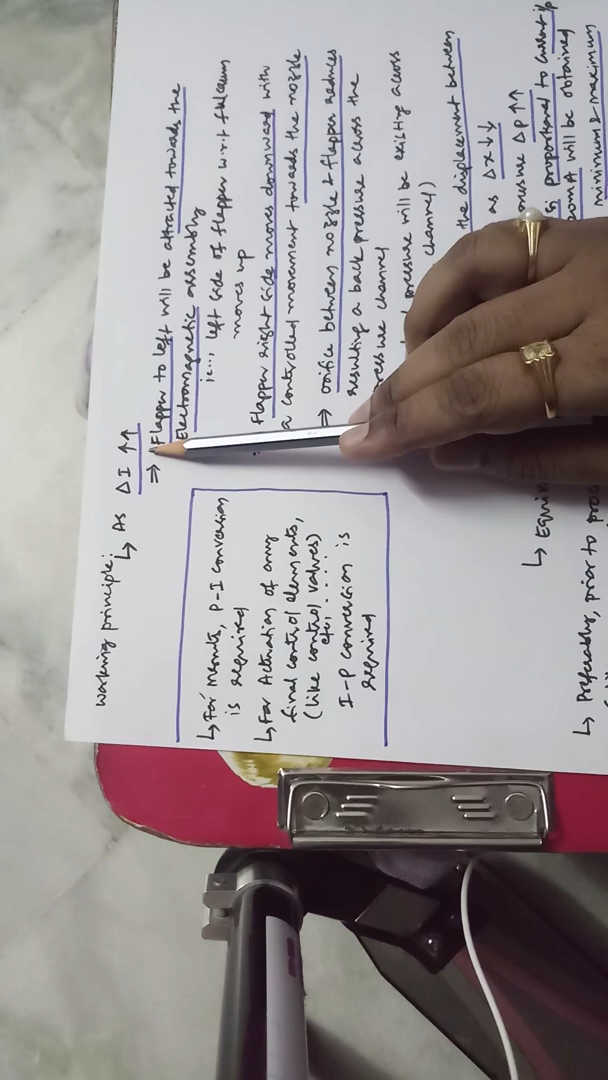 working principle:
↳ As ΔI ↑↑
⇒ Flapper to left will be attracted towards the
Electromagnetic assembly
ie.., left side of flapper w.r.t fulcrum
moves up
Flapper right side moves downward with
a controlled movement towards the nozzle
⇒ orifice between nozzle & flapper reduces
resulting a back pressure across the
channel
pressure will be existing across
channel)
the displacement between
as Δx↓↓
ΔP↑↑
proportional to current i/p
will be obtained
minimum & maximum
↳ For Mesmts, P-I conversion
is required
↳ For Actuation of any
final control elements,
(like control valves)
etc.....
I-P conversion is
required
↳
↳ Preferably, prior to